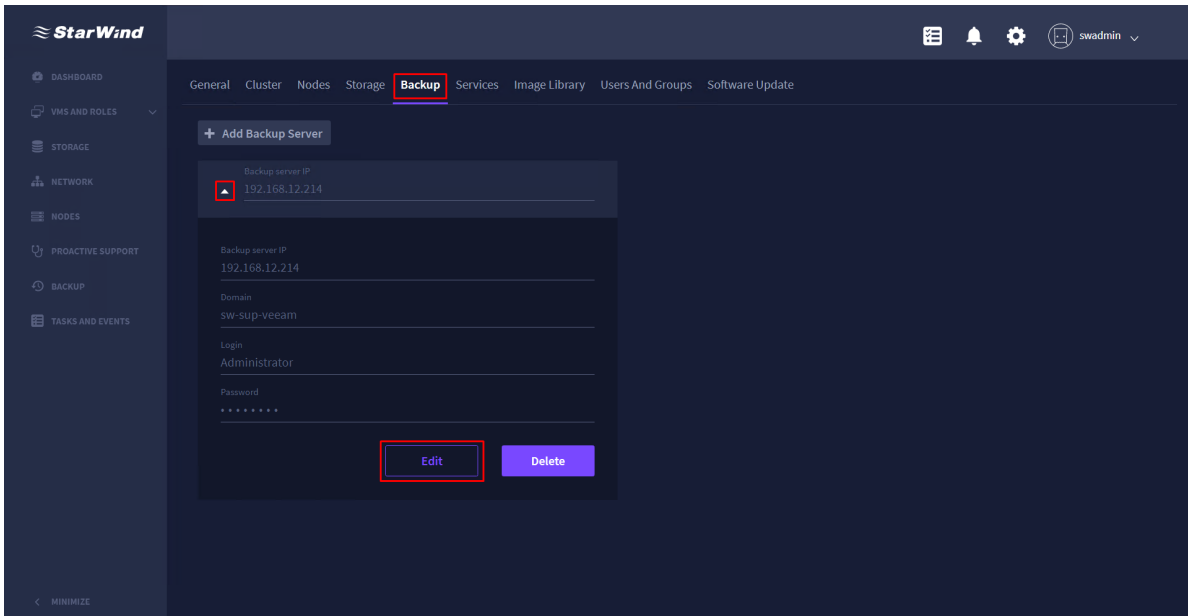 StarWind
swadmin
DASHBOARD
VMS AND ROLES
STORAGE
NETWORK
NODES
PROACTIVE SUPPORT
BACKUP
TASKS AND EVENTS
MINIMIZE
General Cluster Nodes Storage Backup Services Image Library Users And Groups Software Update
+ Add Backup Server
Backup server IP
192.168.12.214
Backup server IP
192.168.12.214
Domain
sw-sup-veeam
Login
Administrator
Password
••••••••
Edit Delete